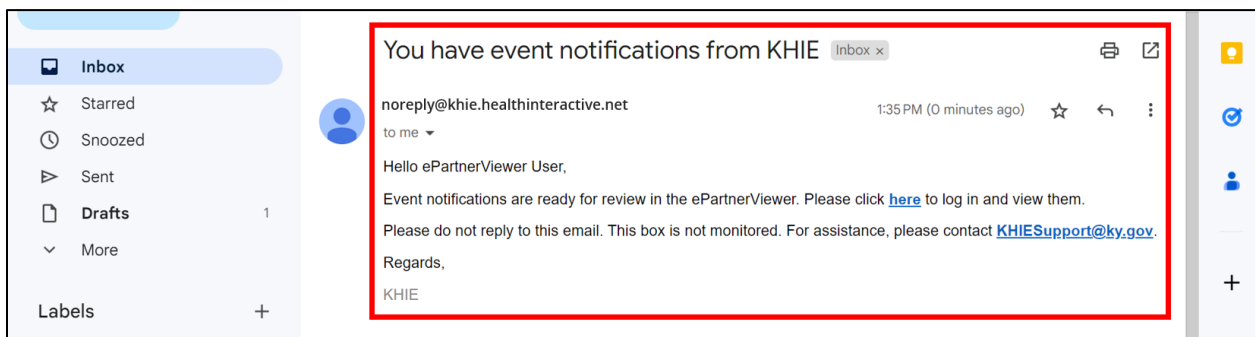 Inbox
Starred
Snoozed
Sent
Drafts 1
More
Labels
You have event notifications from KHIE Inbox x
noreply@khie.healthinteractive.net 1:35 PM (0 minutes ago)
to me
Hello ePartnerViewer User,
Event notifications are ready for review in the ePartnerViewer. Please click here to log in and view them.
Please do not reply to this email. This box is not monitored. For assistance, please contact KHIESupport@ky.gov.
Regards,
KHIE